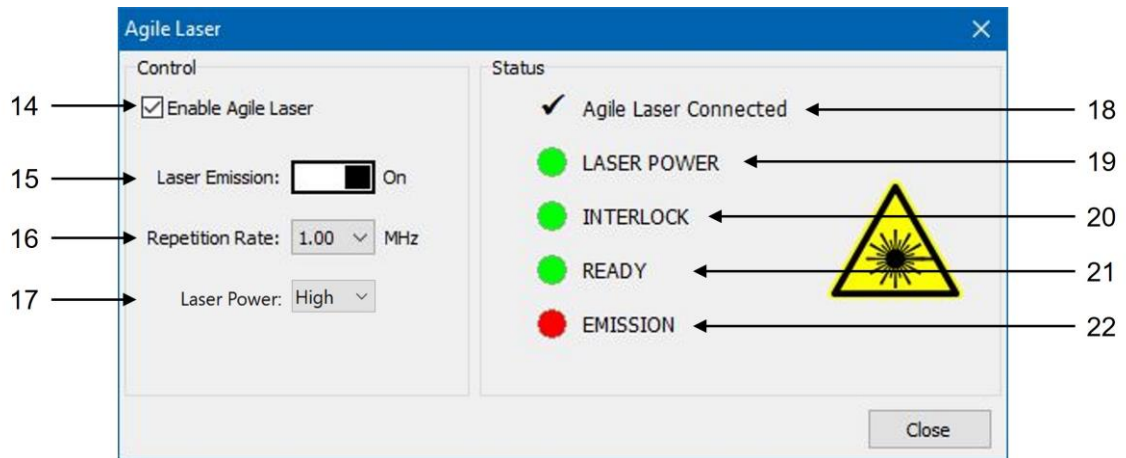 Agile Laser
Control
Status
14
Enable Agile Laser
Agile Laser Connected
18
15
Laser Emission:
On
LASER POWER
19
16
Repetition Rate: 1.00 MHz
INTERLOCK
20
17
Laser Power: High
READY
21
EMISSION
22
Close